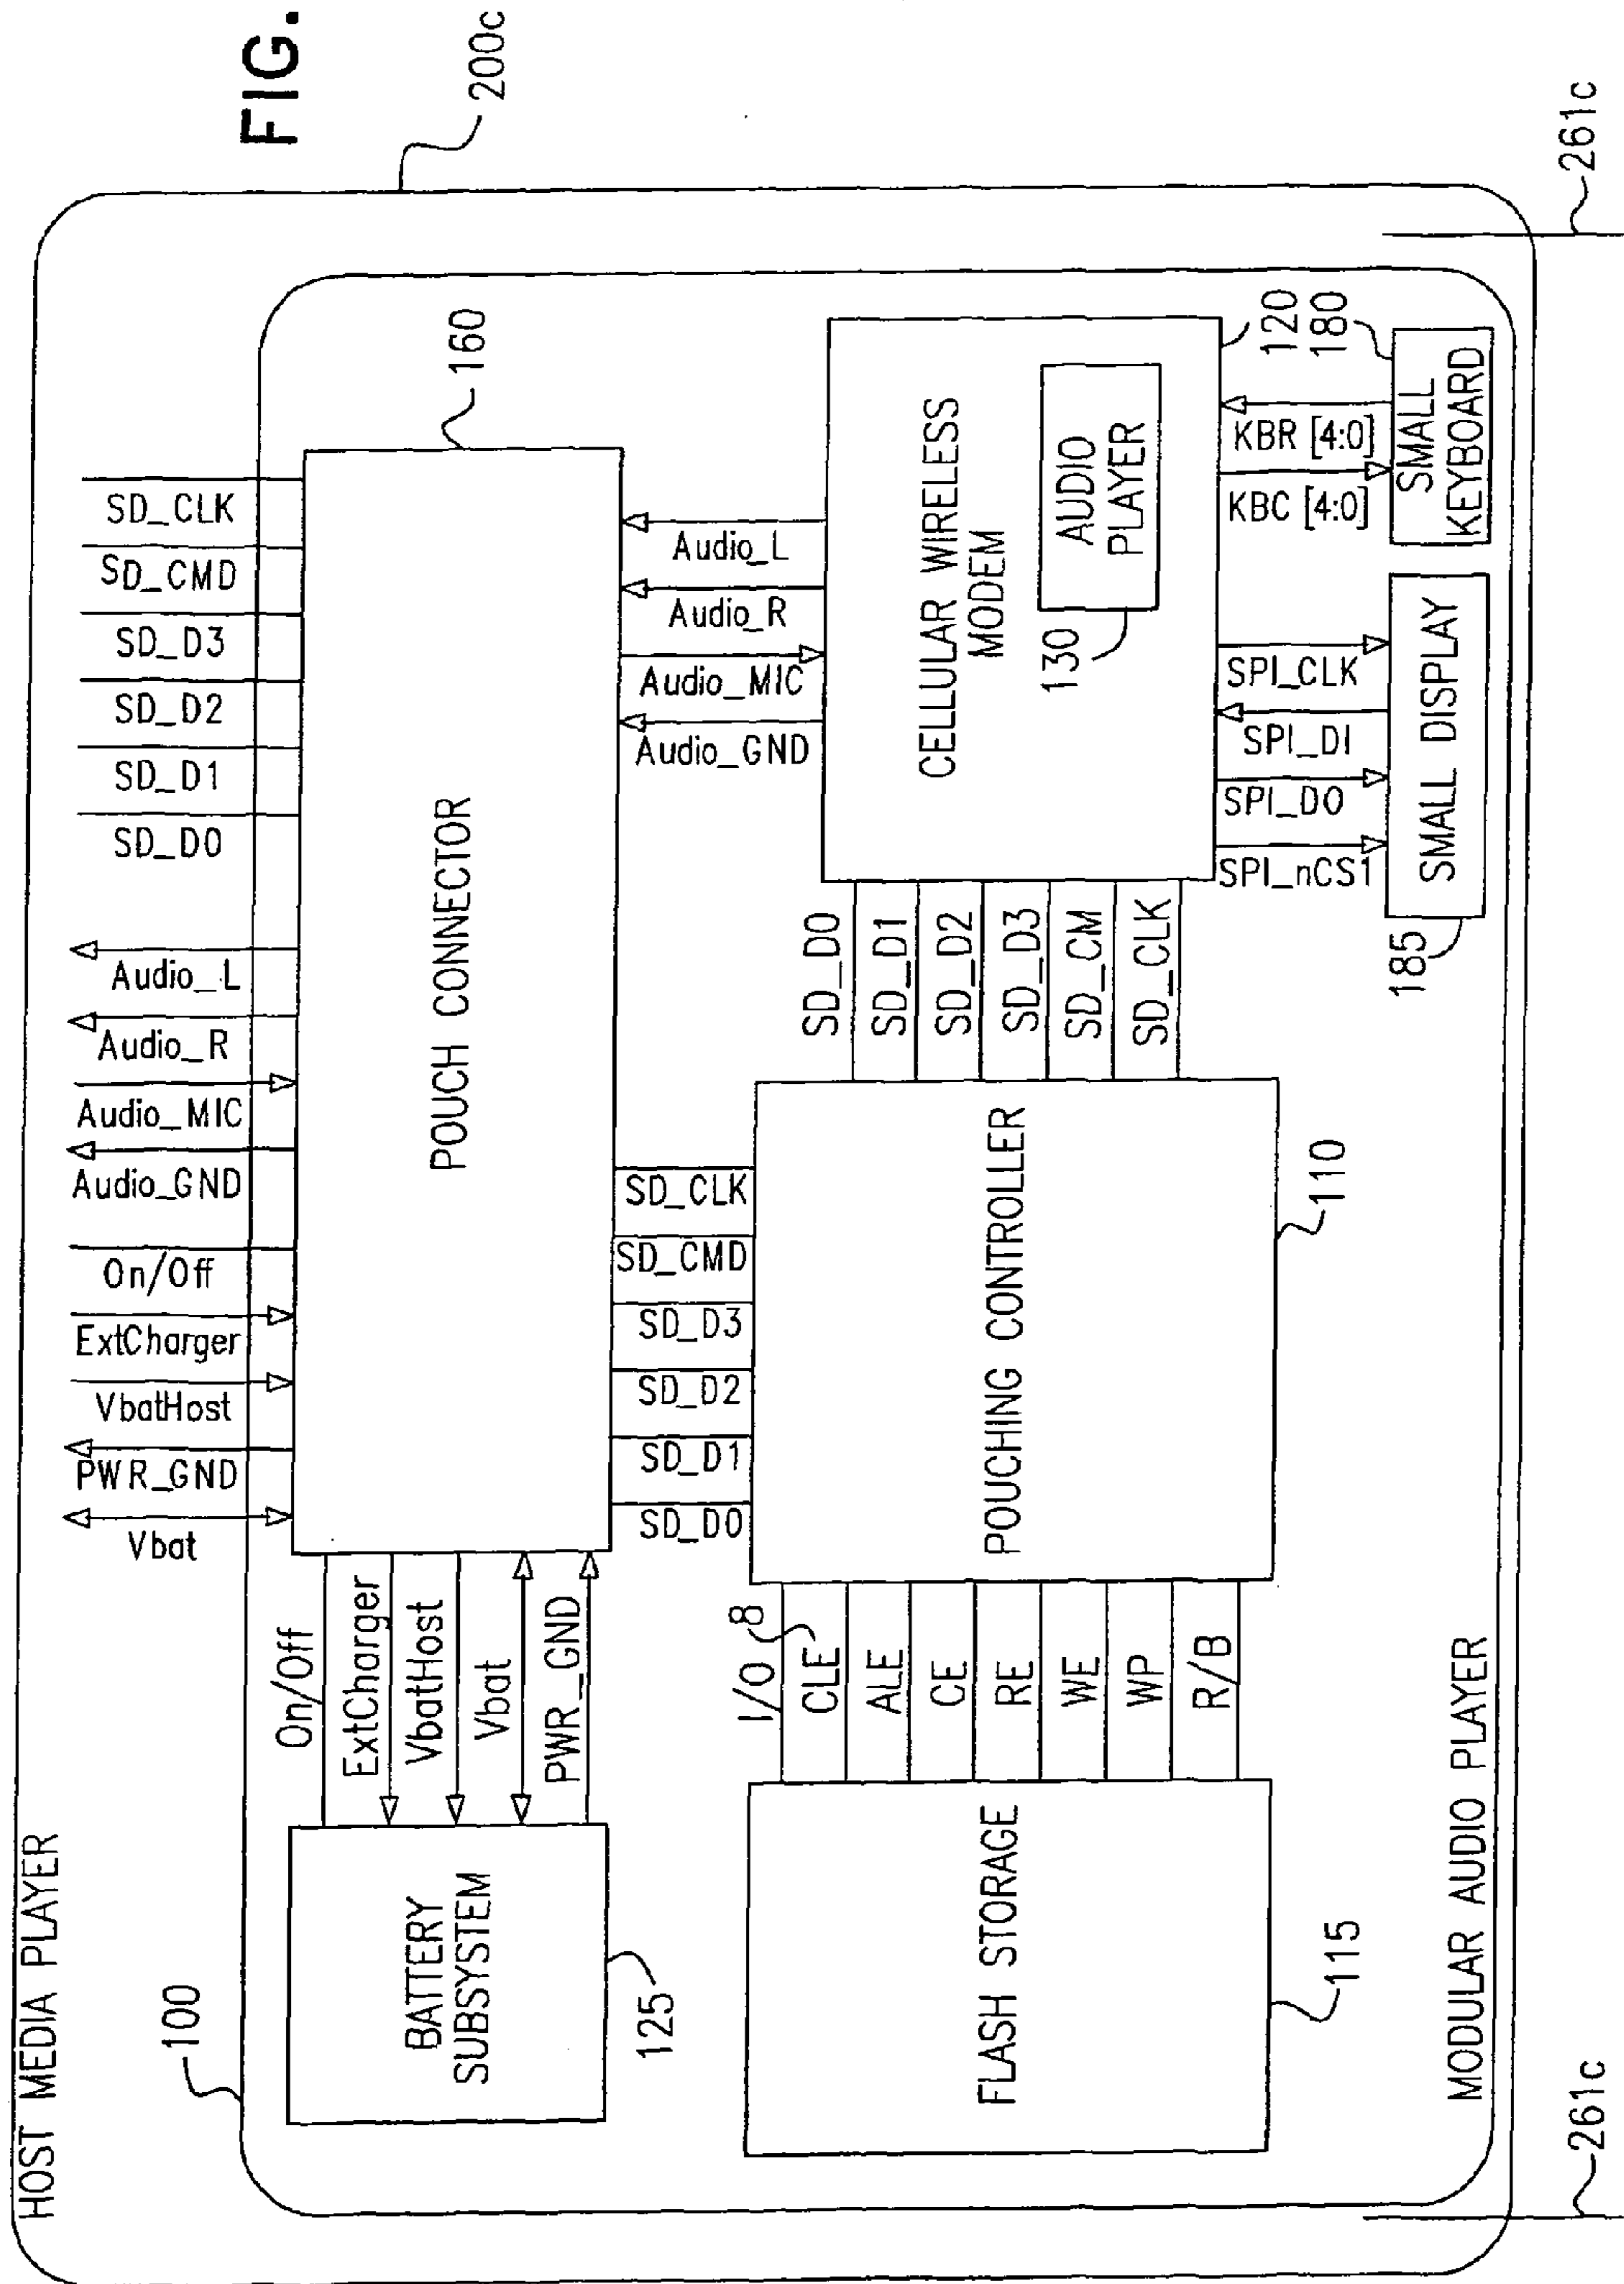 FIG.
HOST MEDIA PLAYER
200c
100
Vbat
PWR_GND
VbatHost
ExtCharger
On/Off
Audio_GND
Audio_MIC
Audio_R
Audio_L
SD_D0
SD_D1
SD_D2
SD_D3
SD_CMD
SD_CLK
BATTERY
SUBSYSTEM
125
On/Off
ExtCharger
VbatHost
Vbat
PWR_GND
POUCH CONNECTOR
160
SD_D0
SD_D1
SD_D2
SD_D3
SD_CMD
SD_CLK
Audio_GND
Audio_MIC
Audio_R
Audio_L
FLASH STORAGE
115
I/O
8
CLE
ALE
CE
RE
WE
WP
R/B
POUCHING CONTROLLER
110
SD_D0
SD_D1
SD_D2
SD_D3
SD_CM
SD_CLK
CELLULAR WIRELESS
MODEM
AUDIO
PLAYER
130
120
SPI_nCS1
SPI_DO
SPI_DI
SPI_CLK
KBC [4:0]
KBR [4:0]
180
SMALL DISPLAY
185
SMALL
KEYBOARD
MODULAR AUDIO PLAYER
261c
261c